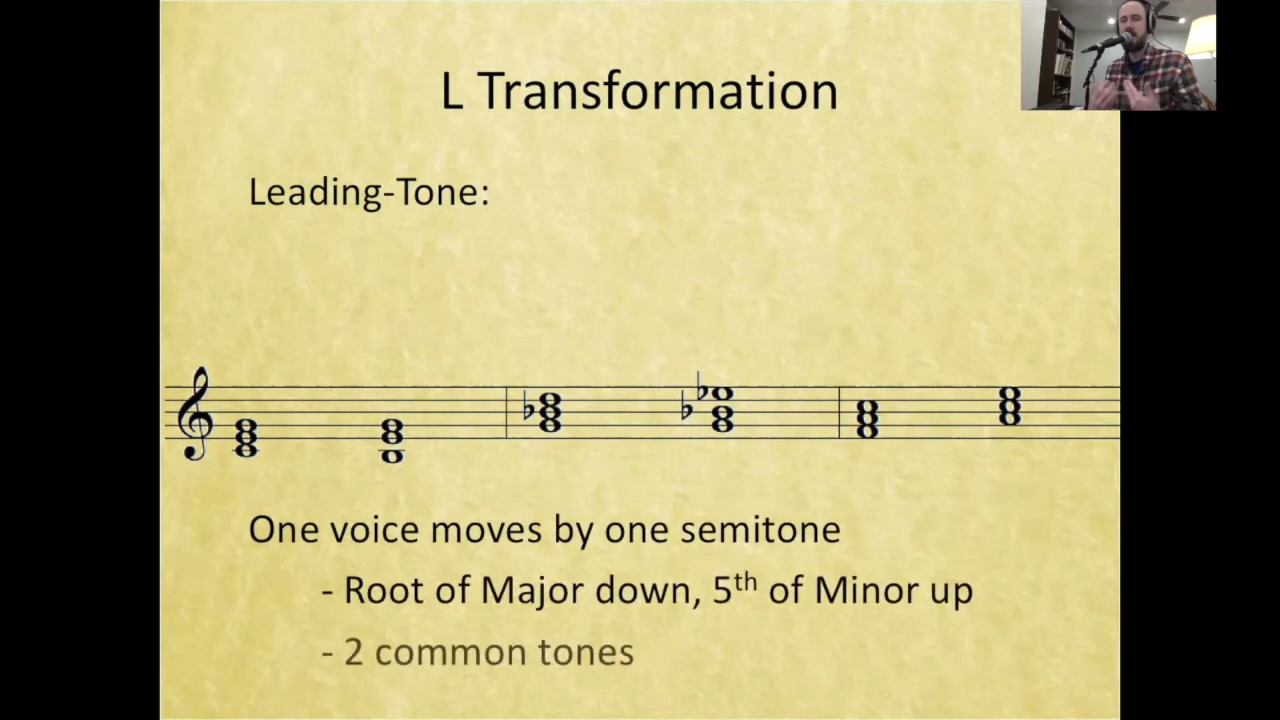 L Transformation
Leading-Tone:
One voice moves by one semitone
- Root of Major down, 5th of Minor up
- 2 common tones